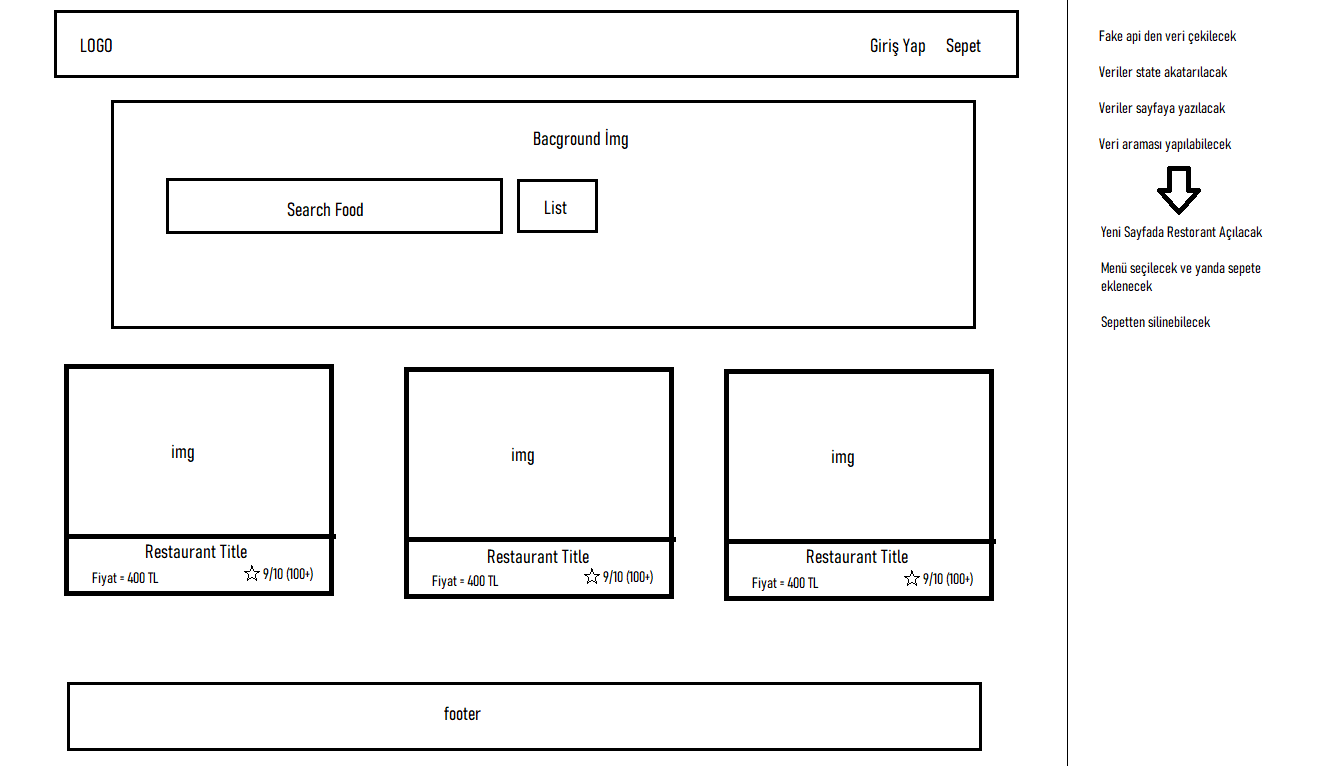 LOGO
Giriş Yap
Sepet
Bacground İmg
Search Food
List
img
Restaurant Title
Fiyat = 400 TL
9/10 (100+)
img
Restaurant Title
Fiyat = 400 TL
9/10 (100+)
img
Restaurant Title
Fiyat = 400 TL
9/10 (100+)
footer
Fake api den veri çekilecek
Veriler state akatarılacak
Veriler sayfaya yazılacak
Veri araması yapılabilecek
Yeni Sayfada Restorant Açılacak
Menü seçilecek ve yanda sepete
eklenecek
Sepetten silinebilecek